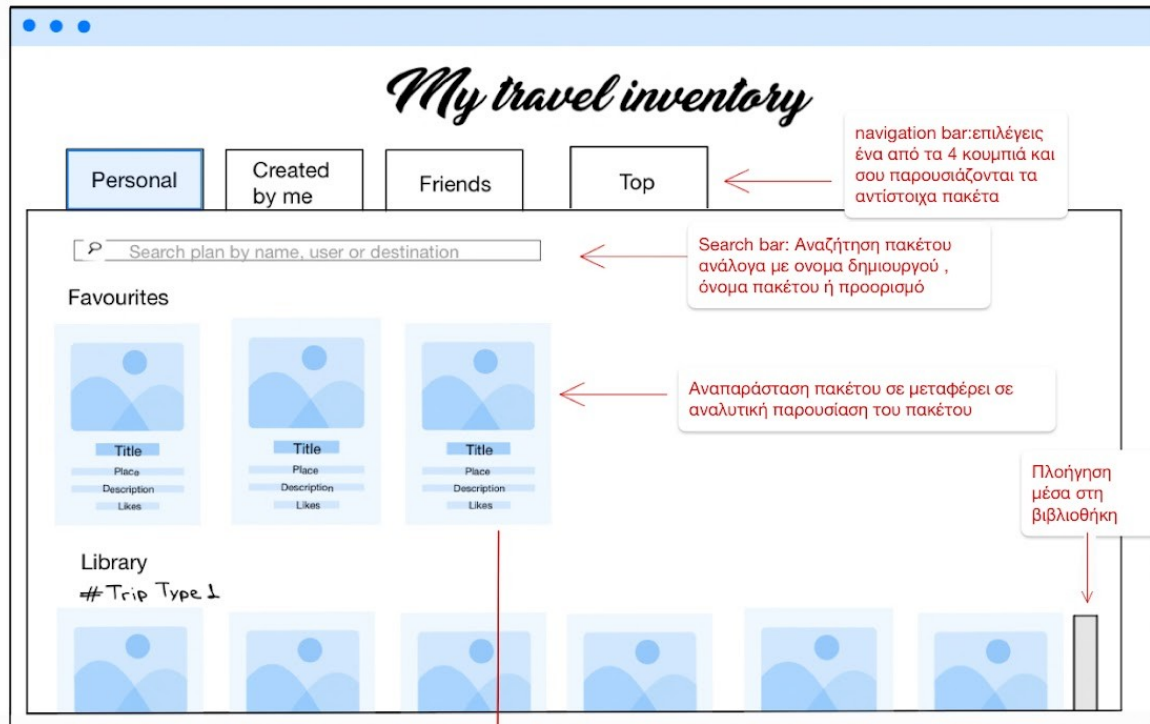 My travel inventory
navigation bar:επιλέγεις
ένα από τα 4 κουμπιά και
σου παρουσιάζονται τα
αντίστοιχα πακέτα
Personal
Created
by me
Friends
Top
Search plan by name, user or destination
Search bar: Αναζήτηση πακέτου
ανάλογα με ονομα δημιουργού ,
όνομα πακέτου ή προορισμό
Favourites
Title
Place
Description
Likes
Title
Place
Description
Likes
Title
Place
Description
Likes
Αναπαράσταση πακέτου σε μεταφέρει σε
αναλυτική παρουσίαση του πακέτου
Πλοήγηση
μέσα στη
βιβλιοθήκη
Library
#Trip Type 1